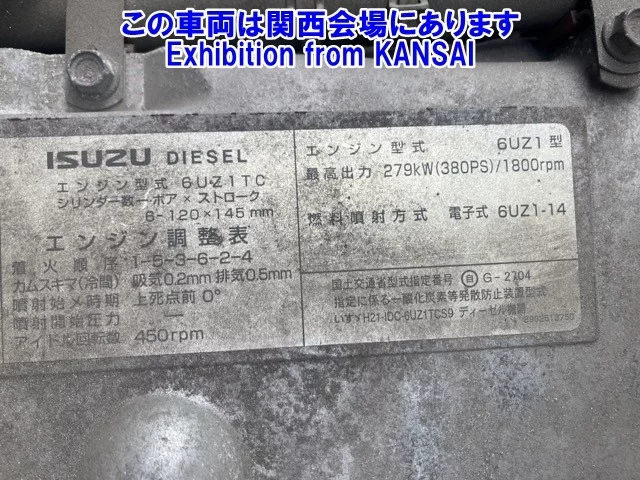 この車両は関西会場にあります
Exhibition from KANSAI
ISUZU DIESEL
エンジン型式 6UZ1TC
シリンダー数ーボア×ストローク
6-120×145mm
エンジン調整表
着火順序 1-5-3-6-2-4
カムスキマ(冷間) 吸気0.2mm 排気0.5mm
噴射始メ時期 上死点前 0°
噴射開始圧力 ―
アイドル回転数 450rpm
エンジン型式 6UZ1型
最高出力 279kW(380PS)/1800rpm
燃料噴射方式 電子式 6UZ1-14
国土交通省型式指定番号 自 G-2704
指定に係る一酸化炭素等発散防止装置型式
いすゞH21-IDC-6UZ1TCS9 ディーゼル機関